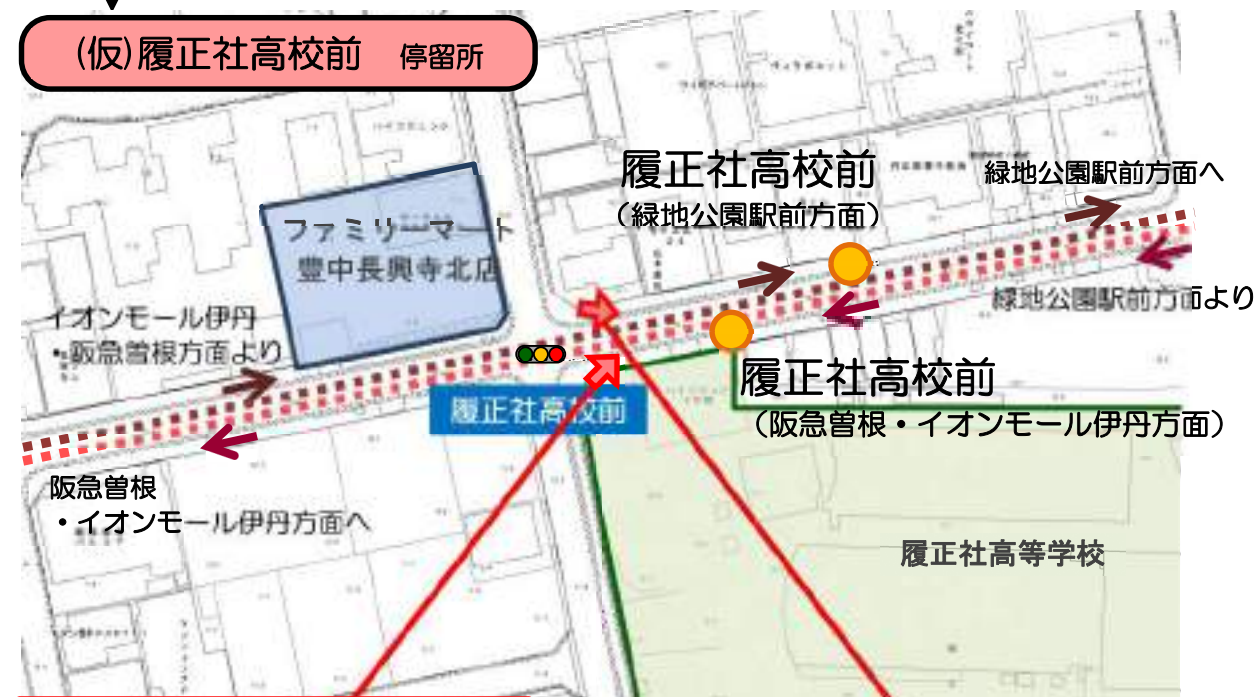 (仮)履正社高校前 停留所
履正社高校前
(緑地公園駅前方面)
緑地公園駅前方面へ
ファミリーマート
豊中長興寺北店
緑地公園駅前方面より
イオンモール伊丹
・阪急曽根方面より
履正社高校前
(阪急曽根・イオンモール伊丹方面)
履正社高校前
阪急曽根
・イオンモール伊丹方面へ
履正社高等学校